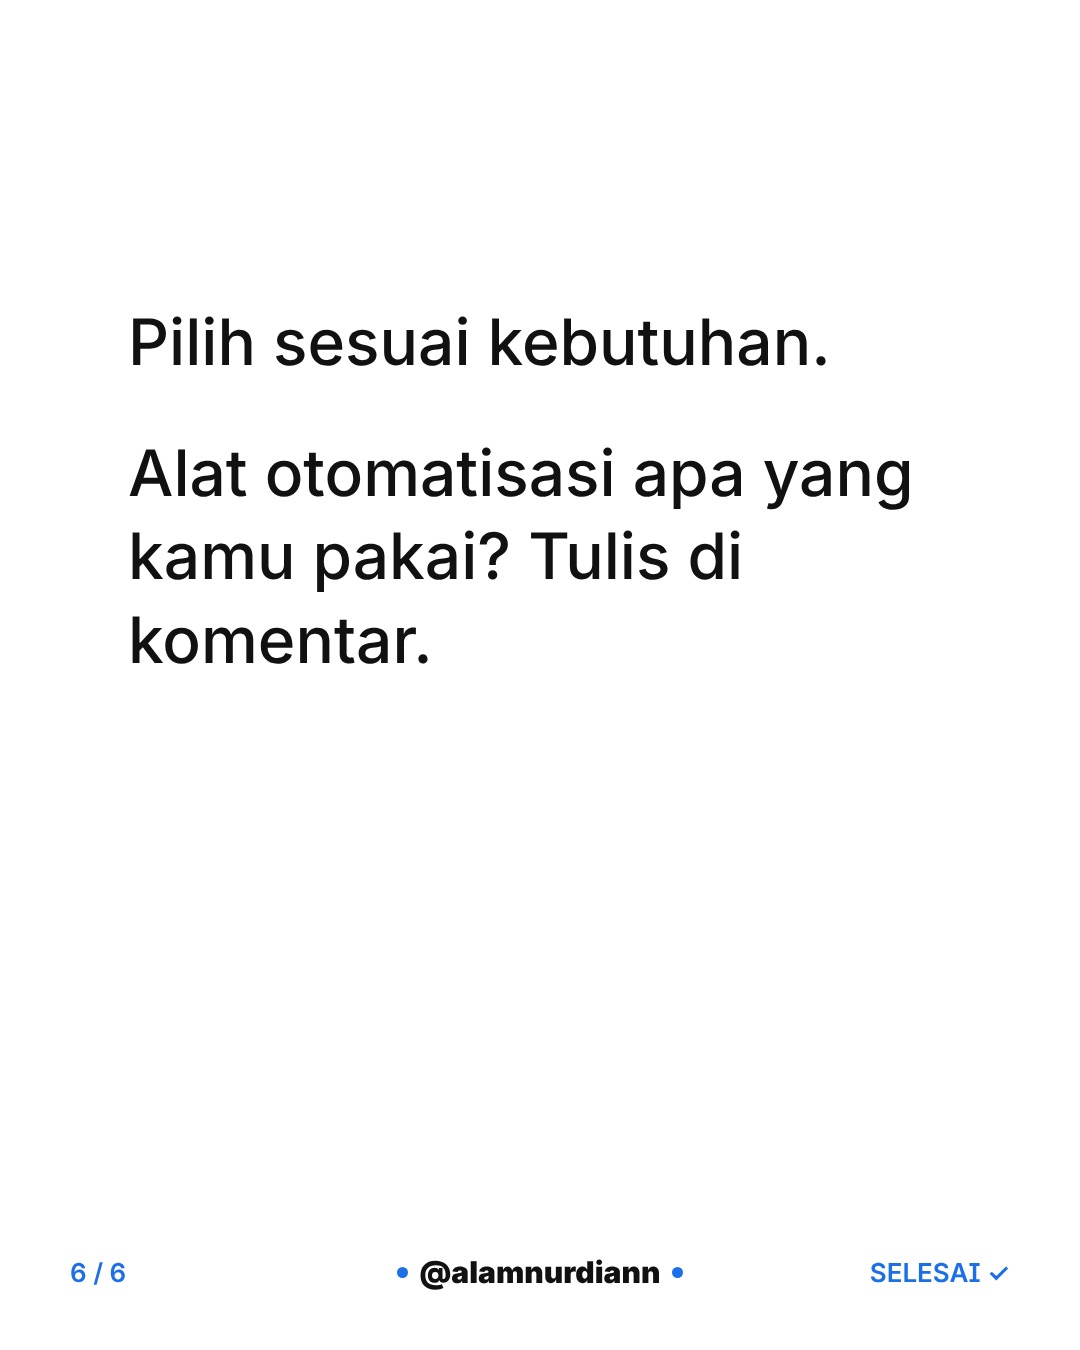 Pilih sesuai kebutuhan.
Alat otomatisasi apa yang
kamu pakai? Tulis di
komentar.
6 / 6
• @alamnurdiann •
SELESAI ✓